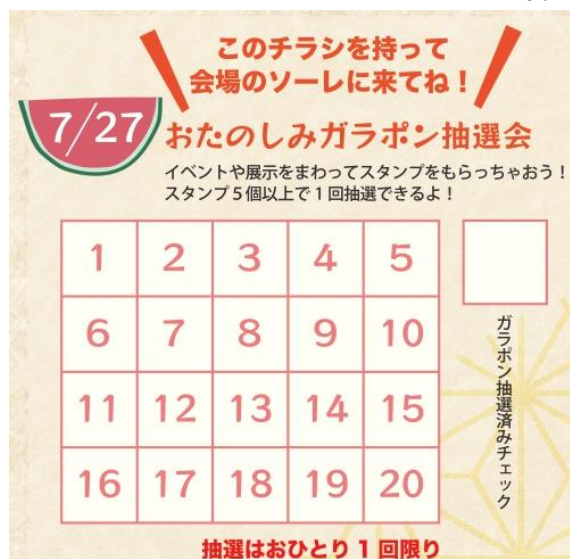 このチラシを持って
会場のソーレに来てね！
7/27
おたのしみガラポン抽選会
イベントや展示をまわってスタンプをもらっちゃおう！
スタンプ５個以上で１回抽選できるよ！
1 2 3 4 5
6 7 8 9 10
11 12 13 14 15
16 17 18 19 20
ガラポン抽選済みチェック
抽選はおひとり１回限り